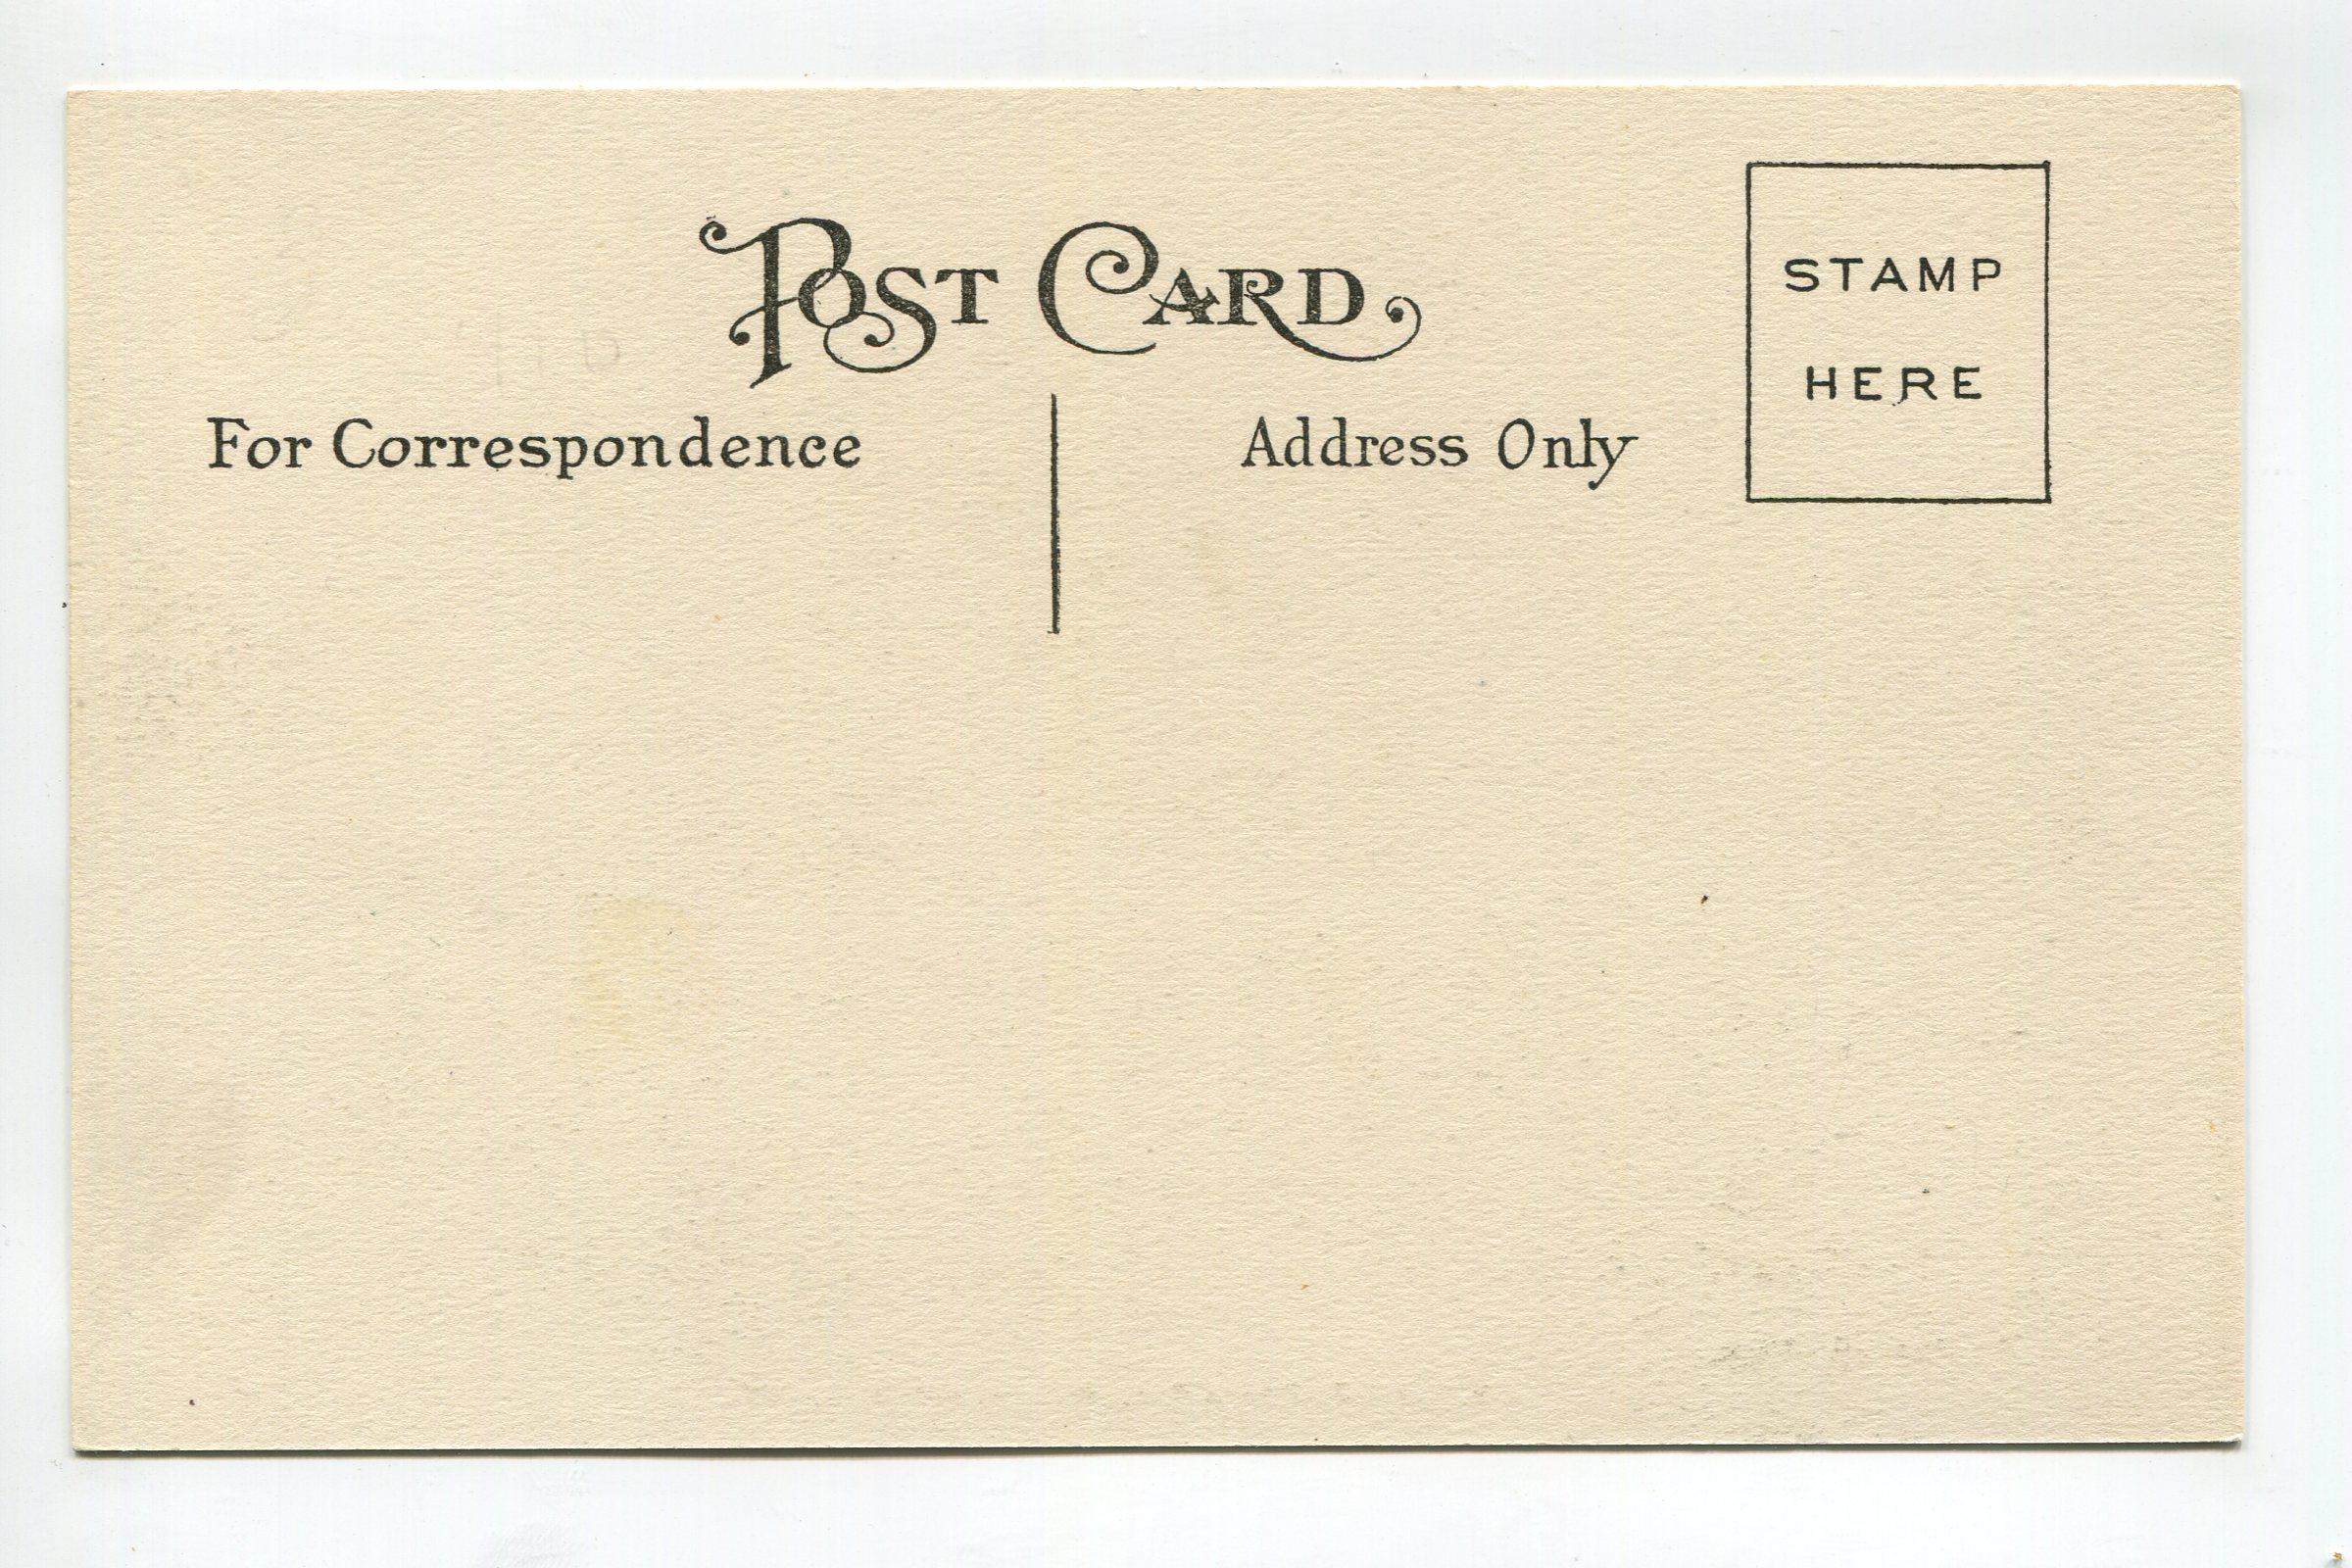 Post Card
STAMP
HERE
For Correspondence
Address Only